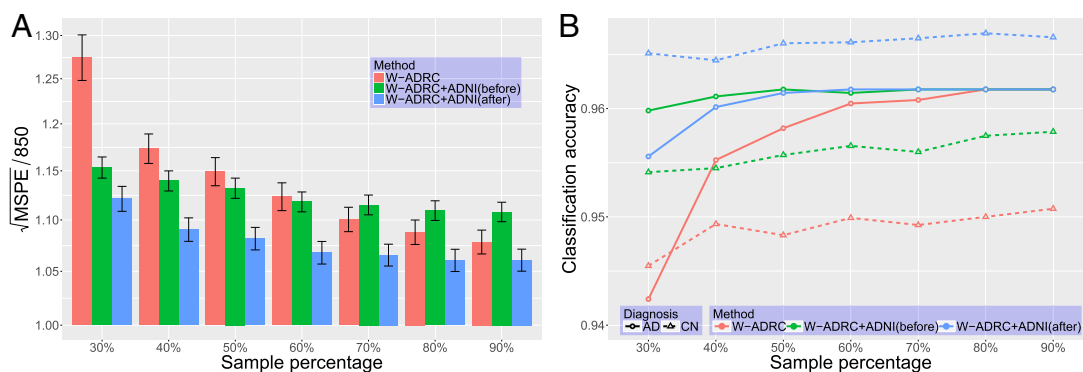 A
1.30
1.25
1.20
1.15
1.10
1.05
1.00
√MSPE / 850
Method
W−ADRC
W−ADRC+ADNI(before)
W−ADRC+ADNI(after)
30% 40% 50% 60% 70% 80% 90%
Sample percentage
B
0.96
0.95
0.94
Classification accuracy
Diagnosis
AD CN
Method
W−ADRC W−ADRC+ADNI(before) W−ADRC+ADNI(after)
30% 40% 50% 60% 70% 80% 90%
Sample percentage